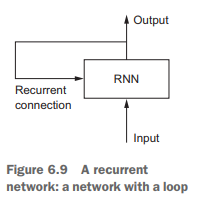 Output
RNN
Recurrent
connection
Input
Figure 6.9 A recurrent
network: a network with a loop